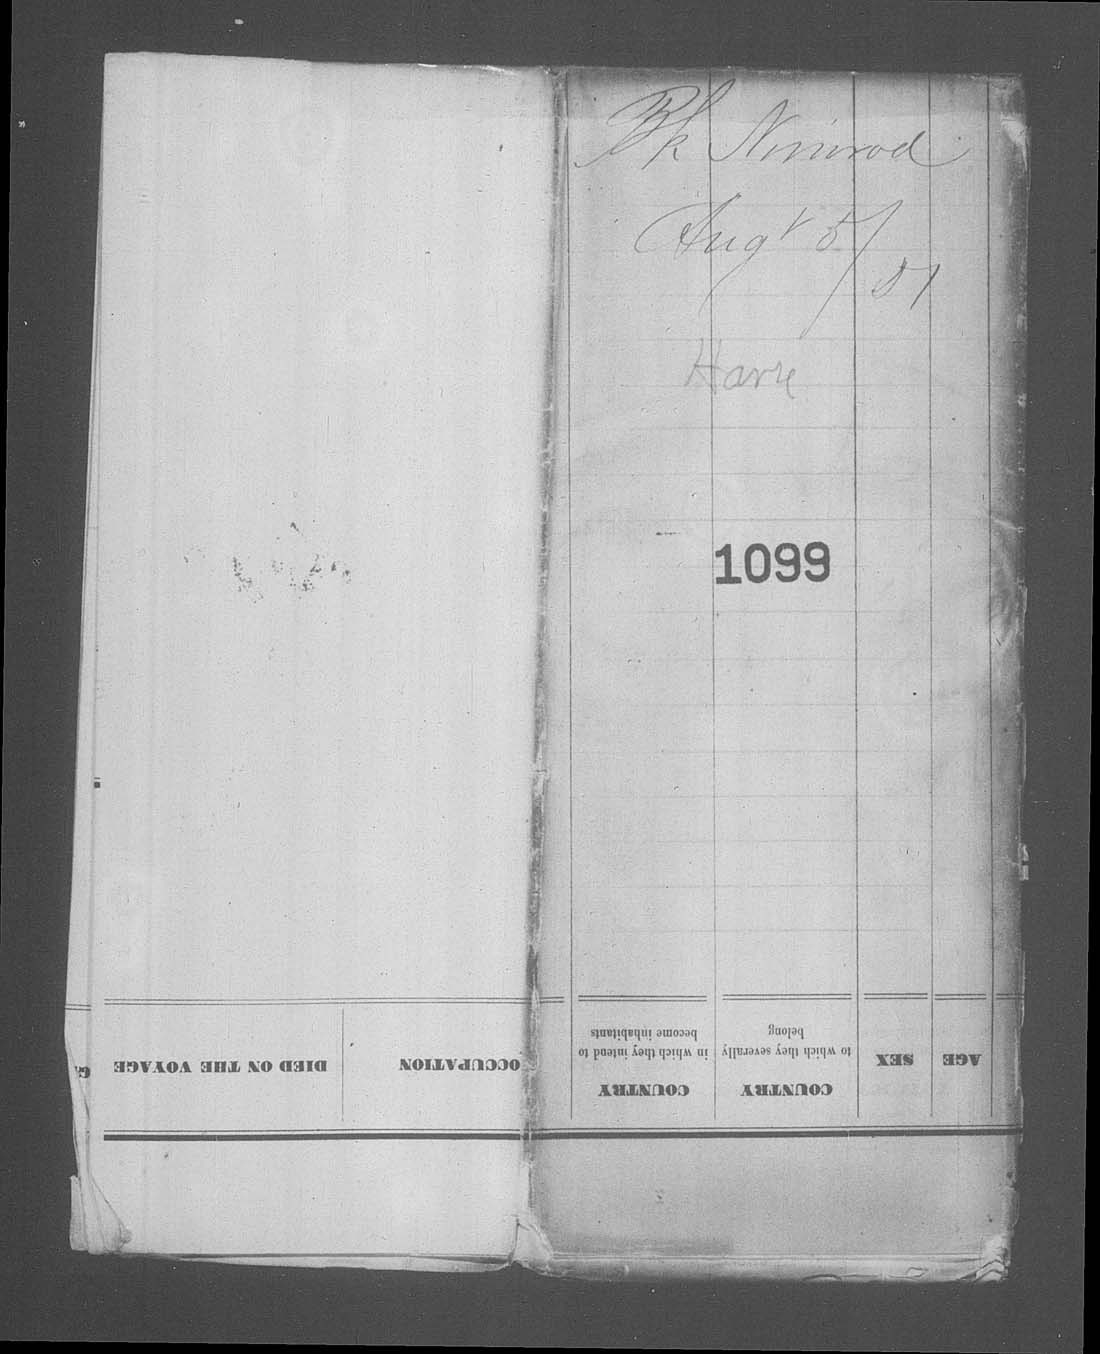 Bk Nimrod
Augt 5/51
Havre
1099
AGE
SEX
COUNTRY
to which they severally
belong
COUNTRY
in which they intend to
become inhabitants
OCCUPATION
DIED ON THE VOYAGE